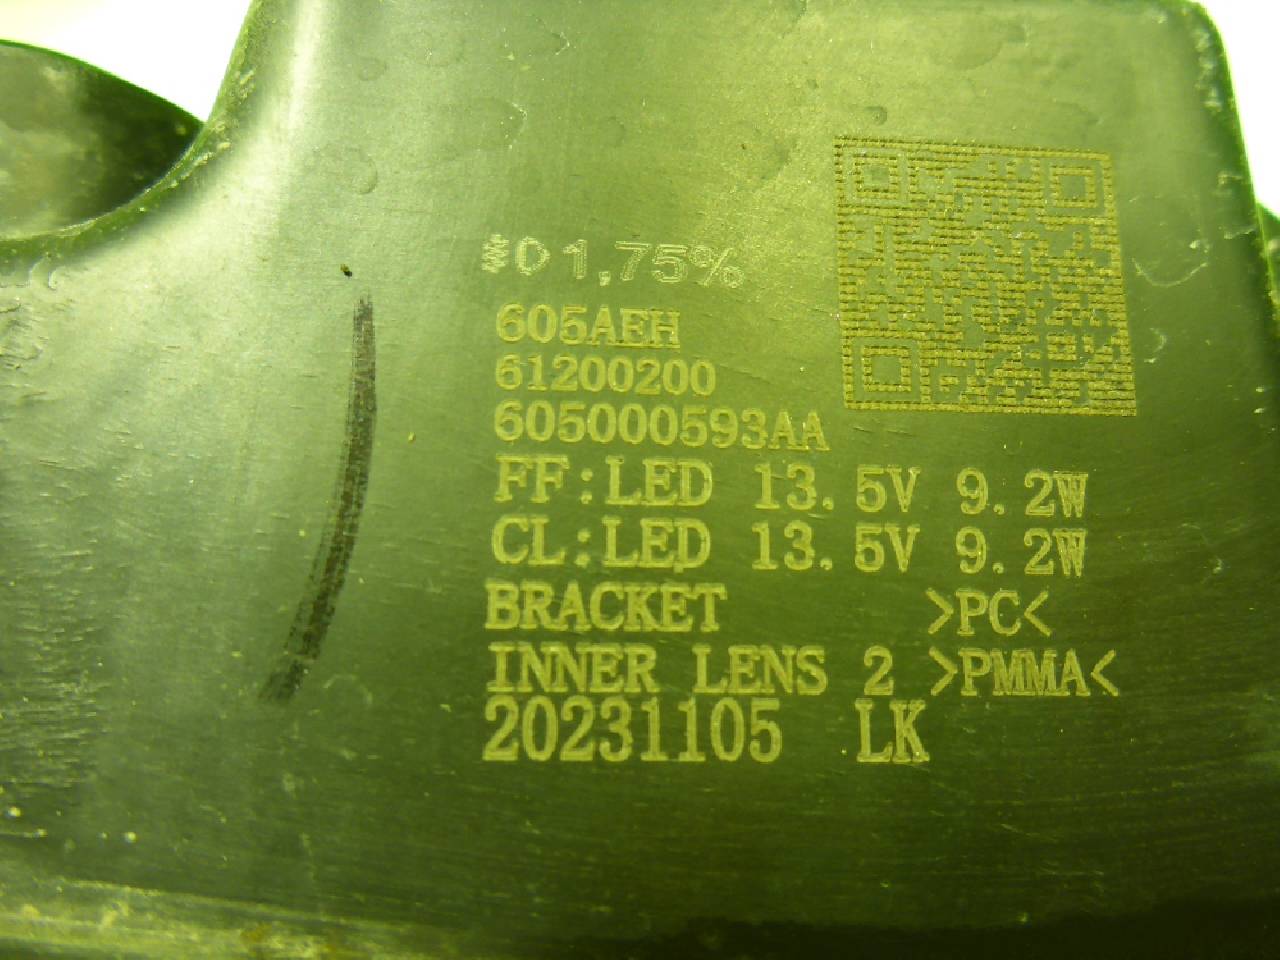 1,75%
605AEH
61200200
605000593AA
FF:LED 13.5V 9.2W
CL:LED 13.5V 9.2W
BRACKET >PC<
INNER LENS 2 >PMMA<
20231105 LK